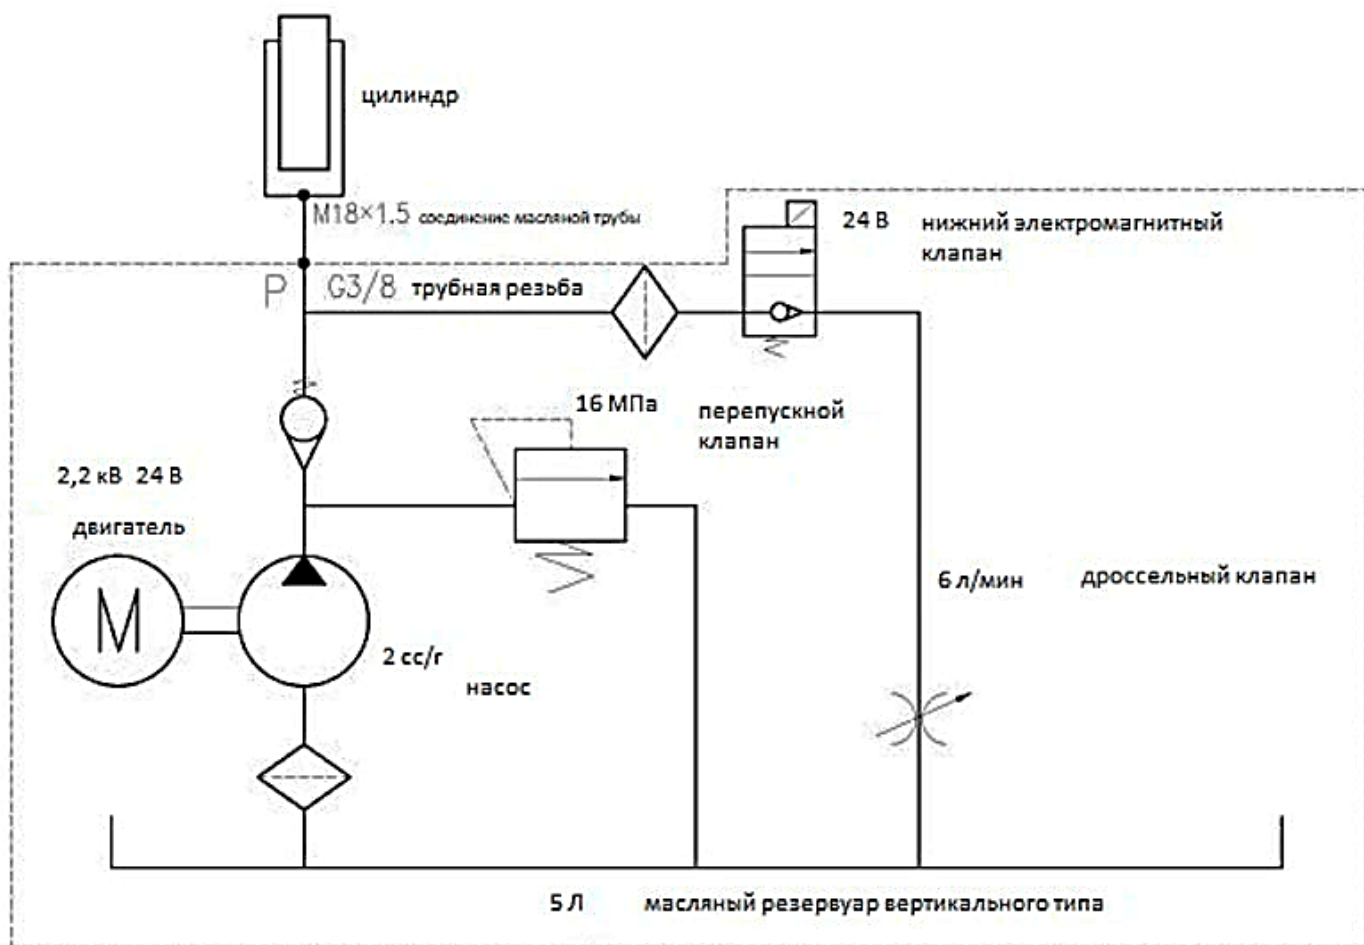 цилиндр
M18×1.5 соединение масляной трубы
24 В нижний электромагнитный
клапан
P G3/8 трубная резьба
16 МПа перепускной
клапан
2,2 кВ 24 В
двигатель
M
6 л/мин дроссельный клапан
2 сс/г
насос
5 Л масляный резервуар вертикального типа